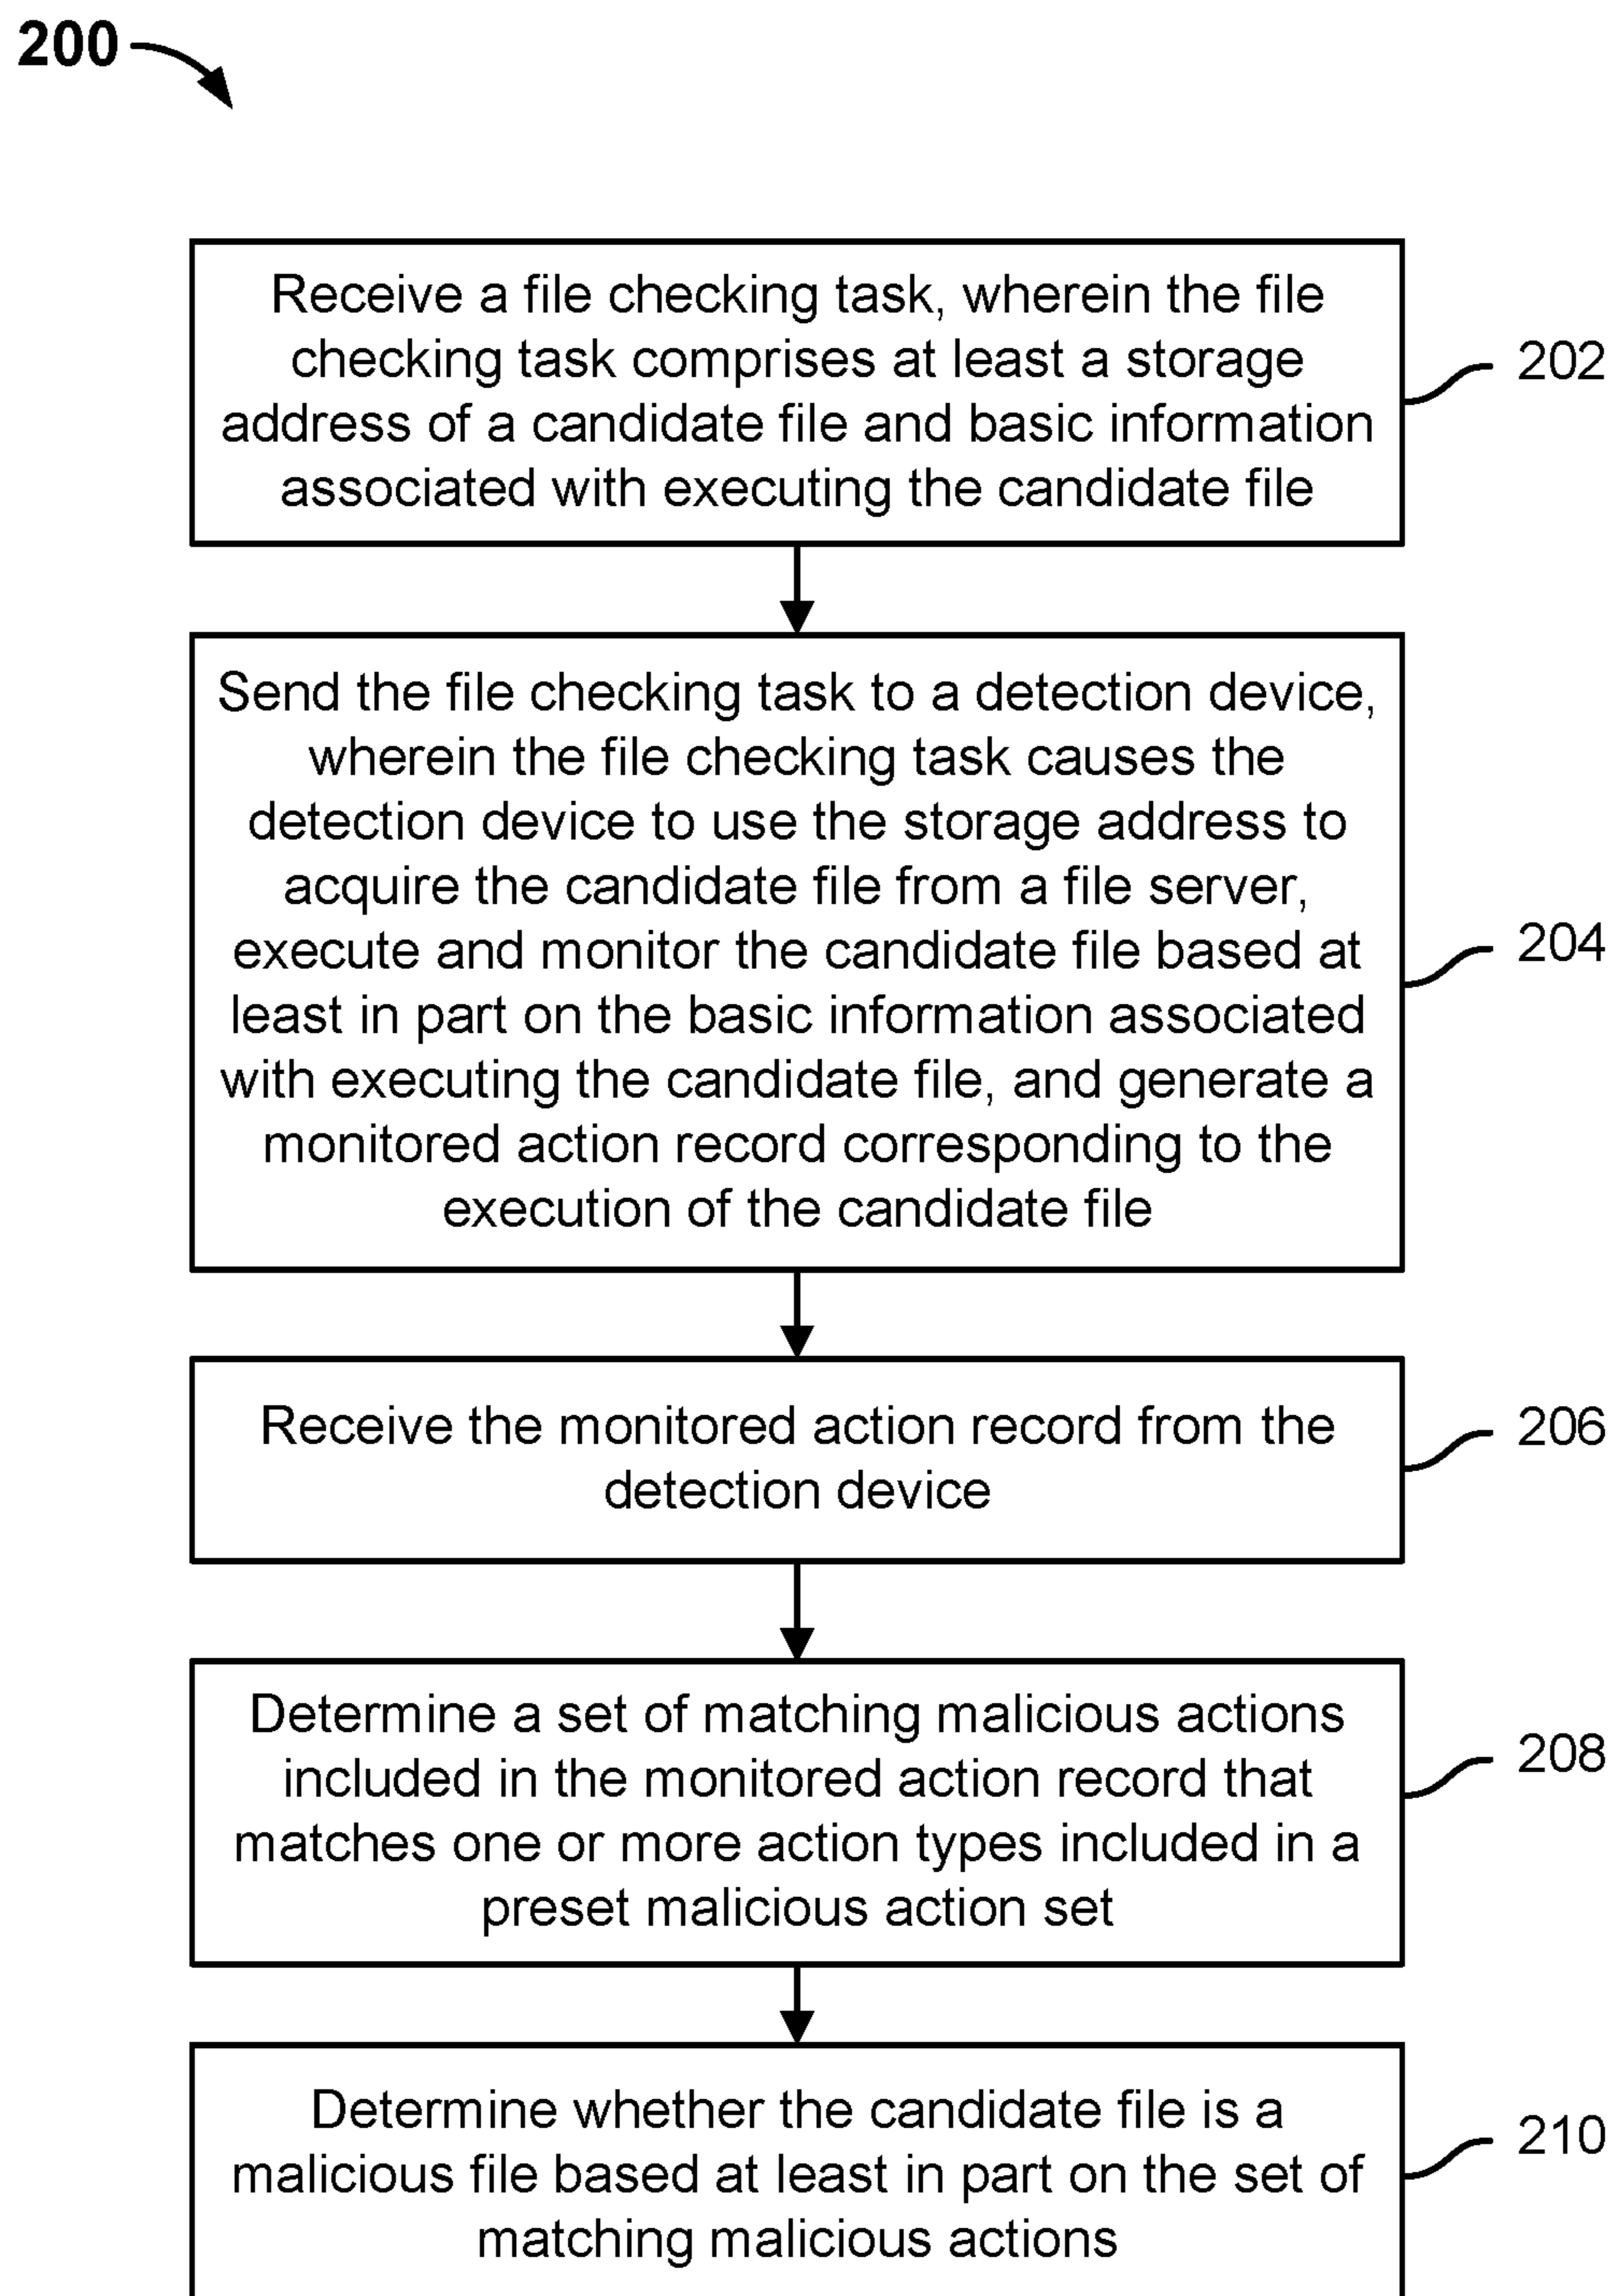 200
Receive a file checking task, wherein the file
checking task comprises at least a storage
address of a candidate file and basic information
associated with executing the candidate file
202
Send the file checking task to a detection device,
wherein the file checking task causes the
detection device to use the storage address to
acquire the candidate file from a file server,
execute and monitor the candidate file based at
least in part on the basic information associated
with executing the candidate file, and generate a
monitored action record corresponding to the
execution of the candidate file
204
Receive the monitored action record from the
detection device
206
Determine a set of matching malicious actions
included in the monitored action record that
matches one or more action types included in a
preset malicious action set
208
Determine whether the candidate file is a
malicious file based at least in part on the set of
matching malicious actions
210